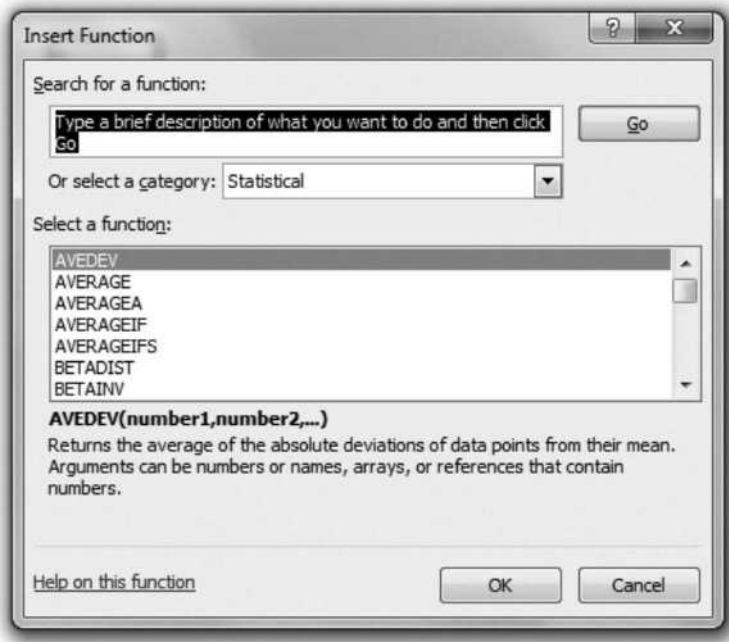 Insert Function
Search for a function:
Type a brief description of what you want to do and then click
Go
Go
Or select a category: Statistical
Select a function:
AVEDEV
AVERAGE
AVERAGEA
AVERAGEIF
AVERAGEIFS
BETADIST
BETAINV
AVEDEV(number1,number2,...)
Returns the average of the absolute deviations of data points from their mean.
Arguments can be numbers or names, arrays, or references that contain
numbers.
Help on this function
OK
Cancel